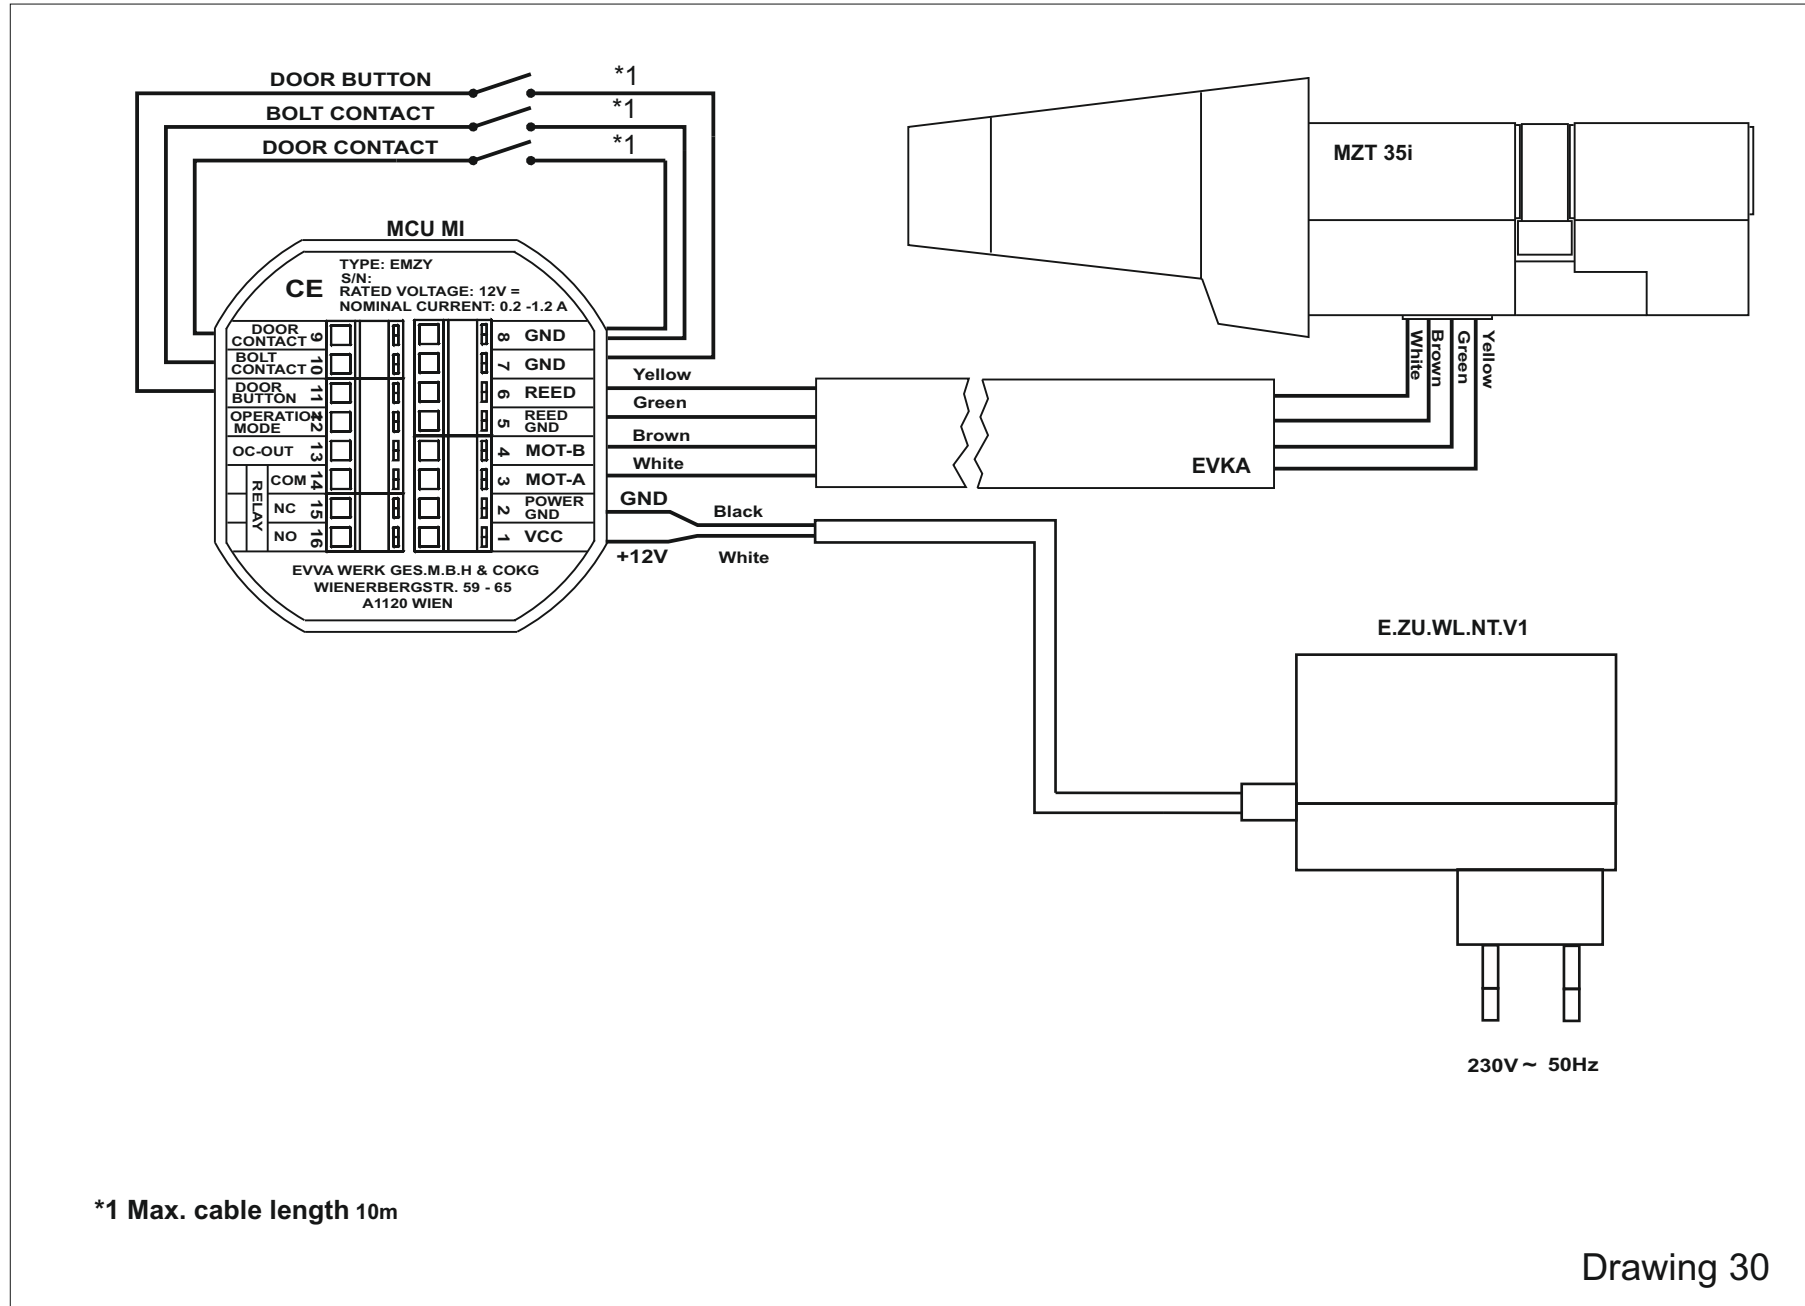 DOOR BUTTON *1
BOLT CONTACT *1
DOOR CONTACT *1
MCU MI
CE
TYPE: EMZY
S/N:
RATED VOLTAGE: 12V =
NOMINAL CURRENT: 0.2 -1.2 A
DOOR
CONTACT 9
BOLT
CONTACT 10
DOOR
BUTTON 11
OPERATION
MODE 12
OC-OUT 13
RELAY
COM 14
NC 15
NO 16
8 GND
7 GND
6 REED
5 REED
GND
4 MOT-B
3 MOT-A
2 POWER
GND
1 VCC
EVVA WERK GES.M.B.H & COKG
WIENERBERGSTR. 59 - 65
A1120 WIEN
Yellow
Green
Brown
White
GND
Black
+12V
White
EVKA
MZT 35i
White
Brown
Green
Yellow
E.ZU.WL.NT.V1
230V ~ 50Hz
*1 Max. cable length 10m
Drawing 30